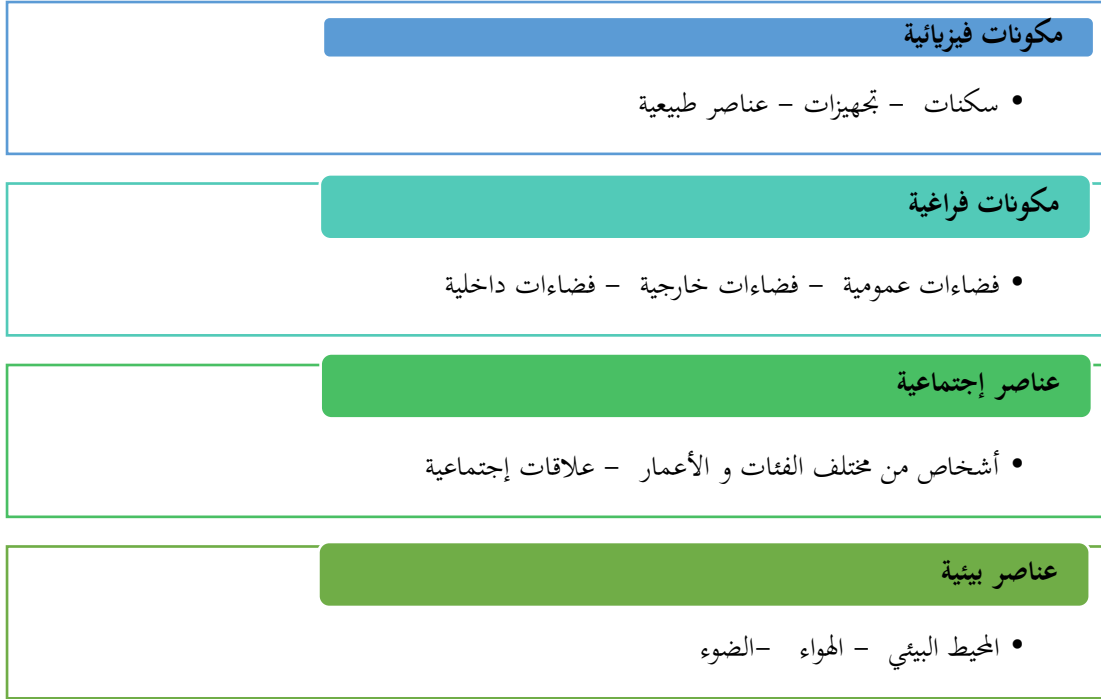 مكونات فيزيائية
• سكنات – تجهيزات – عناصر طبيعية
مكونات فراغية
• فضاءات عمومية – فضاءات خارجية – فضاءات داخلية
عناصر إجتماعية
• أشخاص من مختلف الفئات و الأعمار – علاقات إجتماعية
عناصر بيئية
• المحيط البيئي – الهواء –الضوء